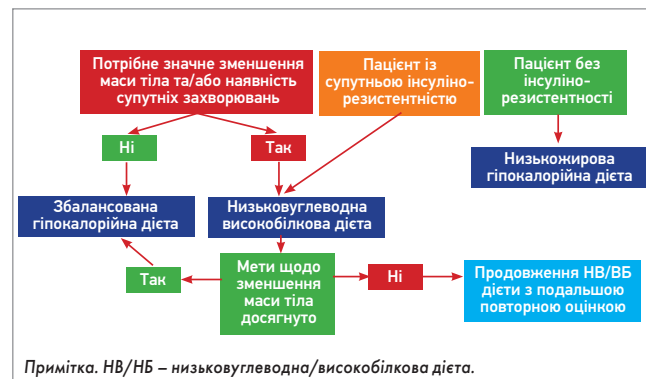 Потрібне значне зменшення
маси тіла та/або наявність
супутніх захворювань
Пацієнт із
супутньою інсуліно-
резистентністю
Пацієнт без
інсуліно-
резистентності
Ні
Так
Низькожирова
гіпокалорійна дієта
Збалансована
гіпокалорійна дієта
Низьковуглеводна
високобілкова дієта
Так
Мети щодо
зменшення
маси тіла
досягнуто
Ні
Продовження НВ/ВБ
дієти з подальшою
повторною оцінкою
Примітка. НВ/НБ – низьковуглеводна/високобілкова дієта.